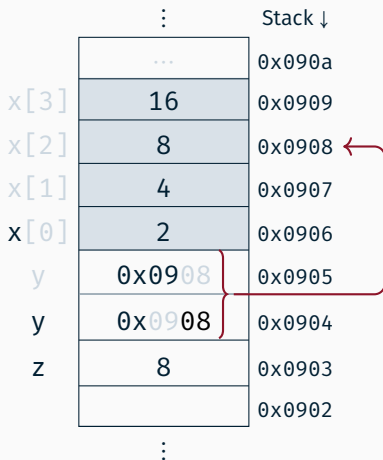 ⋮ Stack ↓
... 0x090a
x[3] 16 0x0909
x[2] 8 0x0908
x[1] 4 0x0907
x[0] 2 0x0906
y 0x0908 0x0905
y 0x0908 0x0904
z 8 0x0903
0x0902
⋮